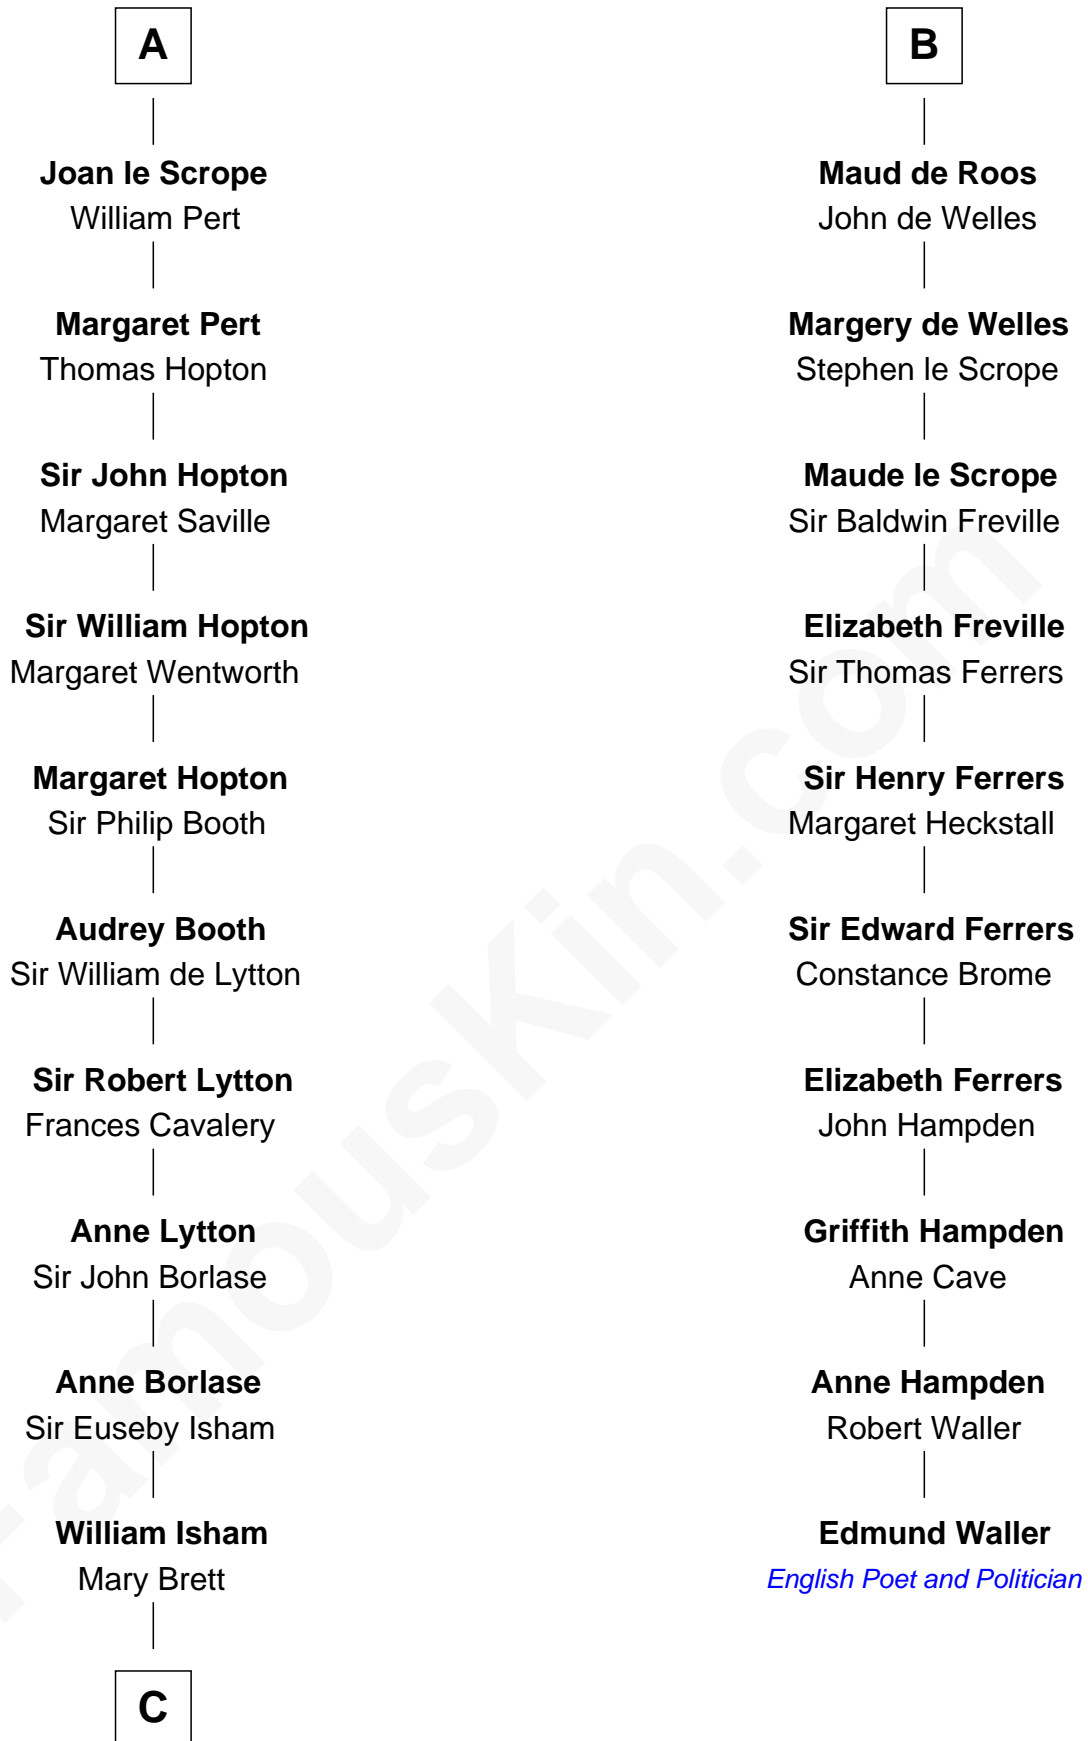 A
Joan le Scrope
William Pert
Margaret Pert
Thomas Hopton
Sir John Hopton
Margaret Saville
Sir William Hopton
Margaret Wentworth
Margaret Hopton
Sir Philip Booth
Audrey Booth
Sir William de Lytton
Sir Robert Lytton
Frances Cavalery
Anne Lytton
Sir John Borlase
Anne Borlase
Sir Euseby Isham
William Isham
Mary Brett
C
B
Maud de Roos
John de Welles
Margery de Welles
Stephen le Scrope
Maude le Scrope
Sir Baldwin Freville
Elizabeth Freville
Sir Thomas Ferrers
Sir Henry Ferrers
Margaret Heckstall
Sir Edward Ferrers
Constance Brome
Elizabeth Ferrers
John Hampden
Griffith Hampden
Anne Cave
Anne Hampden
Robert Waller
Edmund Waller
English Poet and Politician
FamousKin.com